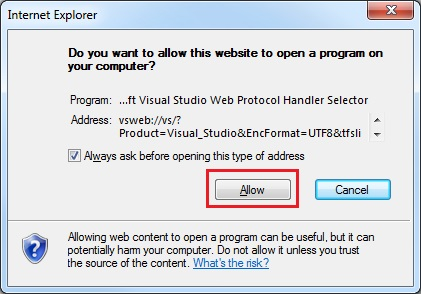 Internet Explorer
Do you want to allow this website to open a program on
your computer?
Program: ...ft Visual Studio Web Protocol Handler Selector
Address: vsweb://vs/?
Product=Visual_Studio&EncFormat=UTF8&tfsli
Always ask before opening this type of address
Allow Cancel
Allowing web content to open a program can be useful, but it can
potentially harm your computer. Do not allow it unless you trust
the source of the content. What's the risk?